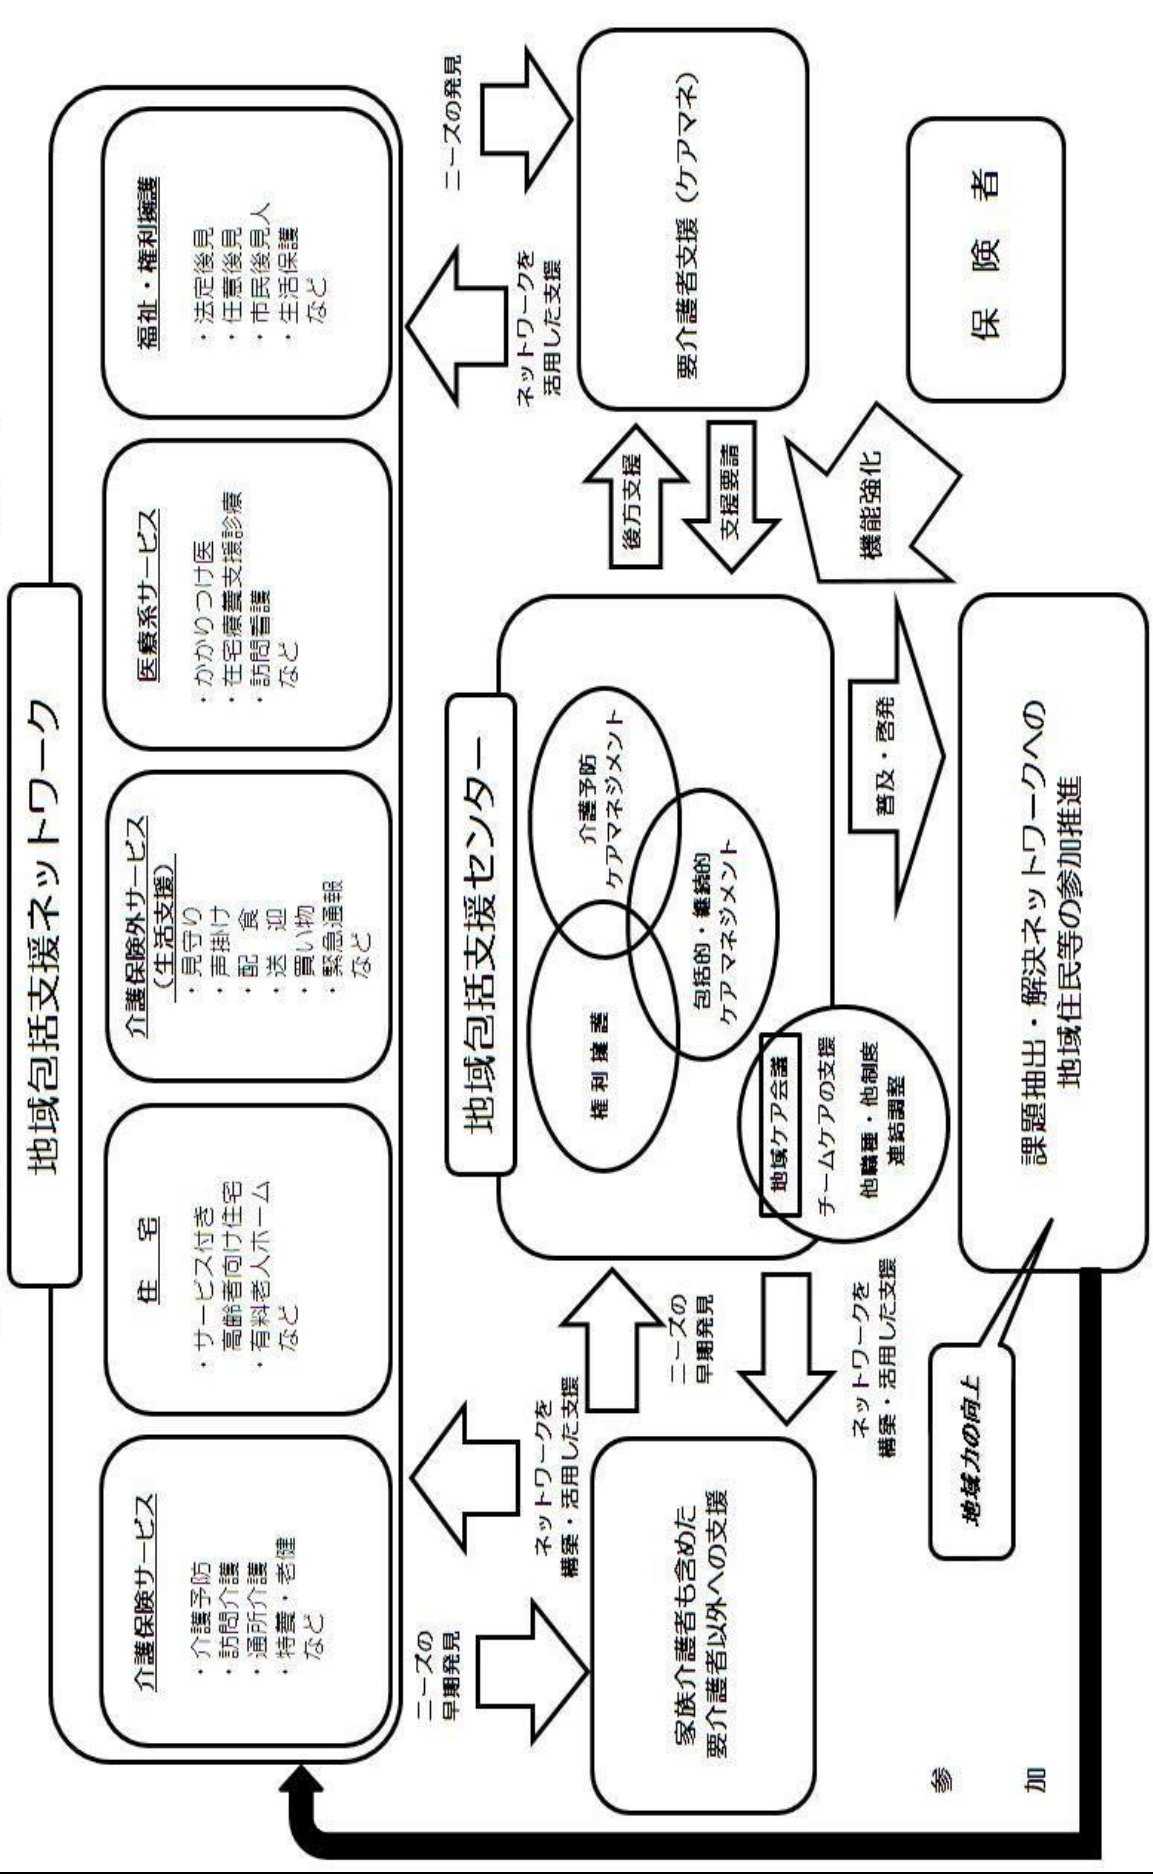 地域包括支援ネットワーク
介護保険サービス
・介護予防
・訪問介護
・通所介護
・特養・老健
など
住　宅
・サービス付き
高齢者向け住宅
・有料老人ホーム
など
介護保険外サービス
（生活支援）
・見守り
・声掛け
・配　食
・送　迎
・買い物
・緊急通報
など
医療系サービス
・かかりつけ医
・在宅療養支援診療
・訪問看護
など
福祉・権利擁護
・法定後見
・任意後見
・市民後見人
・生活保護
など
ニーズの
早期発見
ネットワークを
構築・活用した支援
ネットワークを
活用した支援
ニーズの発見
地域包括支援センター
権利擁護
介護予防
ケアマネジメント
包括的・継続的
ケアマネジメント
地域ケア会議
チームケアの支援
他職種・他制度
連結調整
家族介護者も含めた
要介護者以外への支援
ニーズの
早期発見
ネットワークを
構築・活用した支援
後方支援
支援要請
要介護者支援（ケアマネ）
普及・啓発
機能強化
保　険　者
地域力の向上
課題抽出・解決ネットワークへの
地域住民等の参加推進
参
加